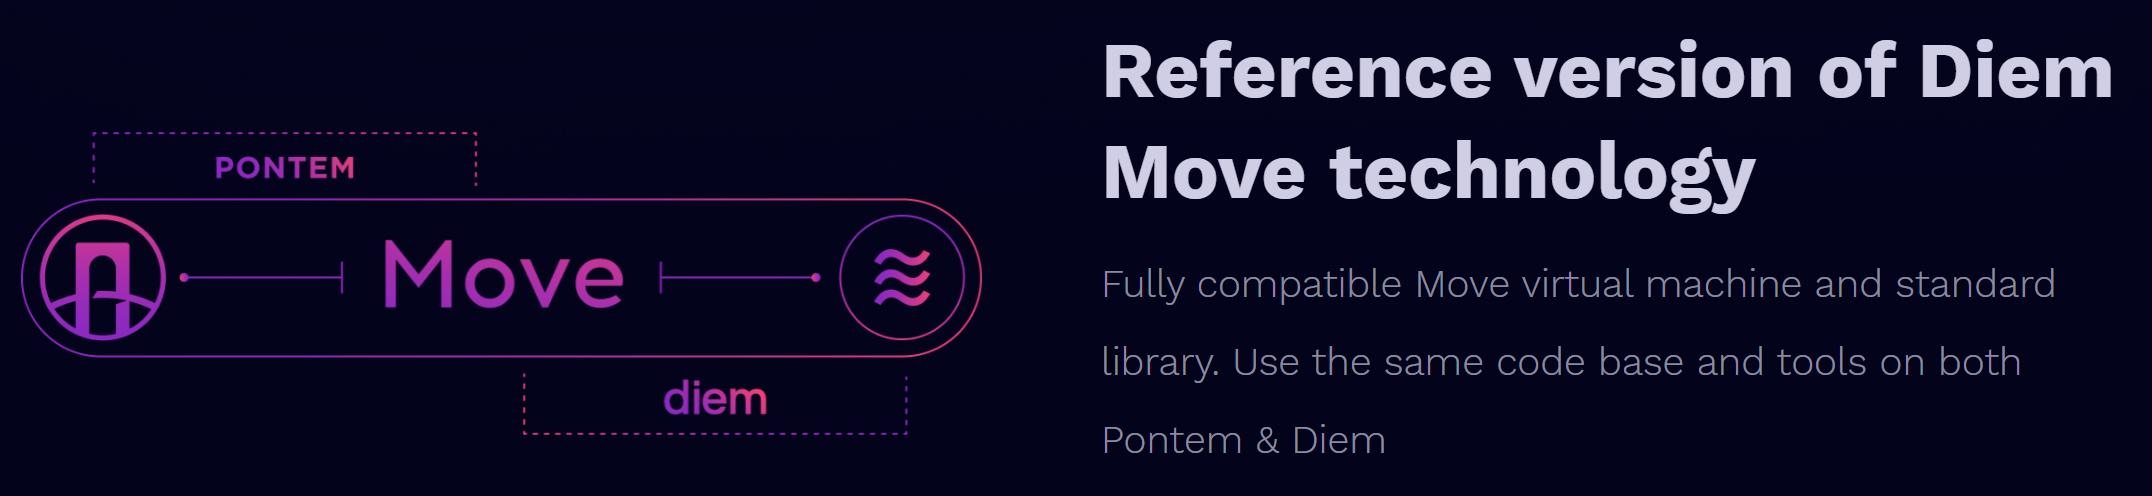 PONTEM
Move
diem
Reference version of Diem
Move technology
Fully compatible Move virtual machine and standard
library. Use the same code base and tools on both
Pontem & Diem